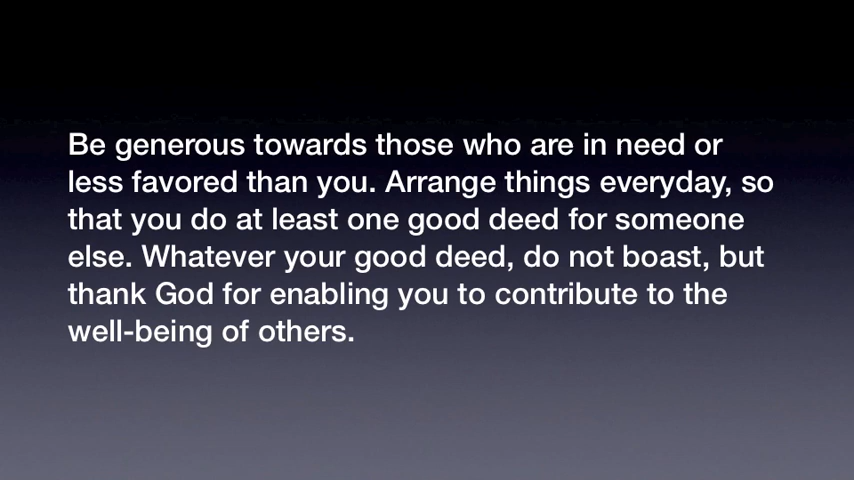 Be generous towards those who are in need or
less favored than you. Arrange things everyday, so
that you do at least one good deed for someone
else. Whatever your good deed, do not boast, but
thank God for enabling you to contribute to the
well-being of others.